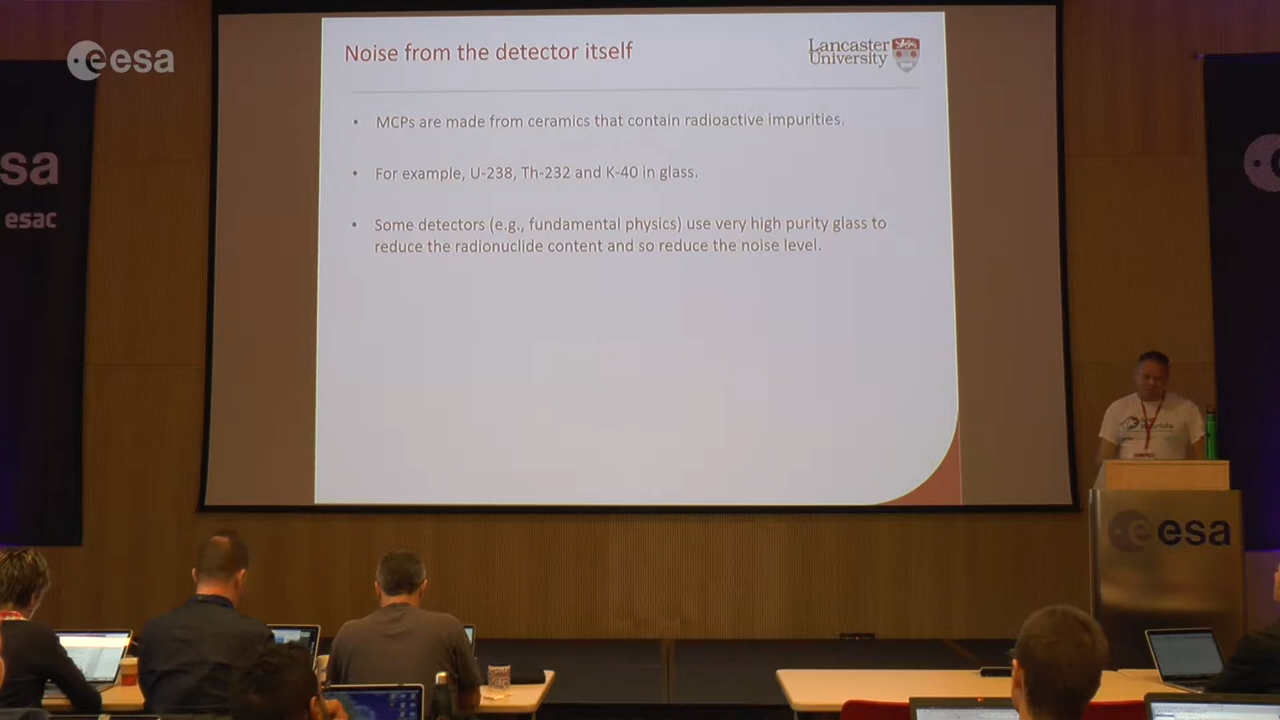 esa
Noise from the detector itself
Lancaster
University
• MCPs are made from ceramics that contain radioactive impurities.
• For example, U-238, Th-232 and K-40 in glass.
• Some detectors (e.g., fundamental physics) use very high purity glass to
reduce the radionuclide content and so reduce the noise level.
sa
esac
esa